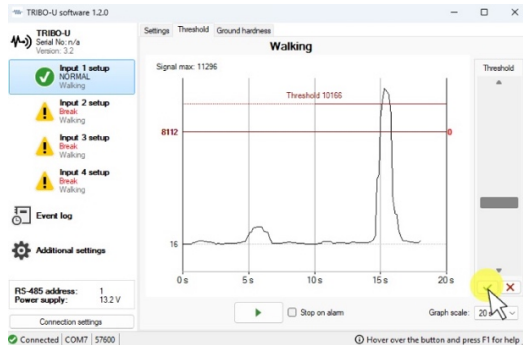 TRIBO-U software 1.2.0
TRIBO-U
Serial No: n/a
Version: 3.2
Input 1 setup
NORMAL
Walking
Input 2 setup
Break
Walking
Input 3 setup
Break
Walking
Input 4 setup
Break
Walking
Event log
Additional settings
RS-485 address: 1
Power supply: 13.2 V
Connection settings
Settings Threshold Ground hardness
Walking
Signal max: 11296
Threshold
Threshold 10166
8112
0
16
0 s 5 s 10 s 15 s 20 s
Stop on alarm
Graph scale: 20 s
Connected COM7 57600
Hover over the button and press F1 for help